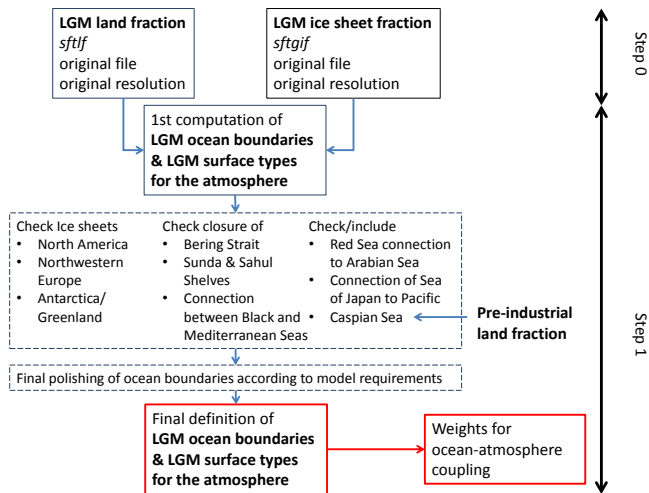 LGM land fraction
sftlf
original file
original resolution
LGM ice sheet fraction
sftgif
original file
original resolution
Step 0
1st computation of
LGM ocean boundaries
& LGM surface types
for the atmosphere
Check Ice sheets
• North America
• Northwestern
Europe
• Antarctica/
Greenland
Check closure of
• Bering Strait
• Sunda & Sahul
Shelves
• Connection
between Black and
Mediterranean Seas
Check/include
• Red Sea connection
to Arabian Sea
• Connection of Sea
of Japan to Pacific
• Caspian Sea
Pre-industrial
land fraction
Step 1
Final polishing of ocean boundaries according to model requirements
Final definition of
LGM ocean boundaries
& LGM surface types
for the atmosphere
Weights for
ocean-atmosphere
coupling